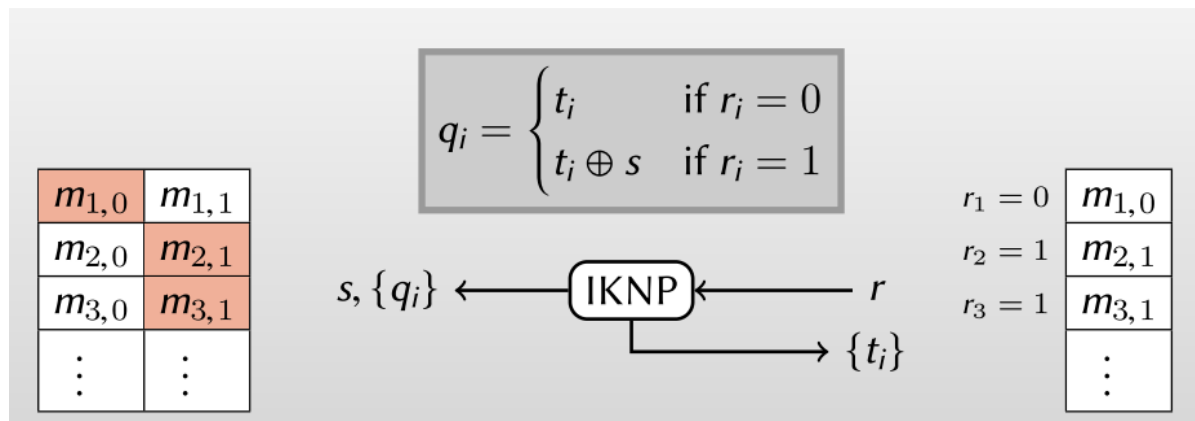 q_i = { t_i if r_i = 0
t_i ⊕ s if r_i = 1
m_{1,0} m_{1,1}
m_{2,0} m_{2,1}
m_{3,0} m_{3,1}
⋮ ⋮
s, {q_i} IKNP r
{t_i}
r_1 = 0 m_{1,0}
r_2 = 1 m_{2,1}
r_3 = 1 m_{3,1}
⋮